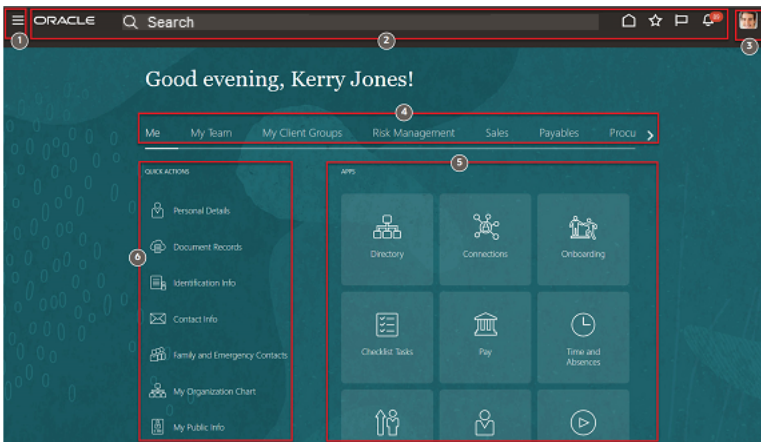 ORACLE Search
1 2 3
Good evening, Kerry Jones!
4
Me My Team My Client Groups Risk Management Sales Payables Procu
5
QUICK ACTIONS APPS
Personal Details
Document Records
Directory Connections Onboarding
6
Identification Info
Contact Info
Family and Emergency Contacts
Checklist Tasks Pay Time and
Absences
My Organization Chart
My Public Info